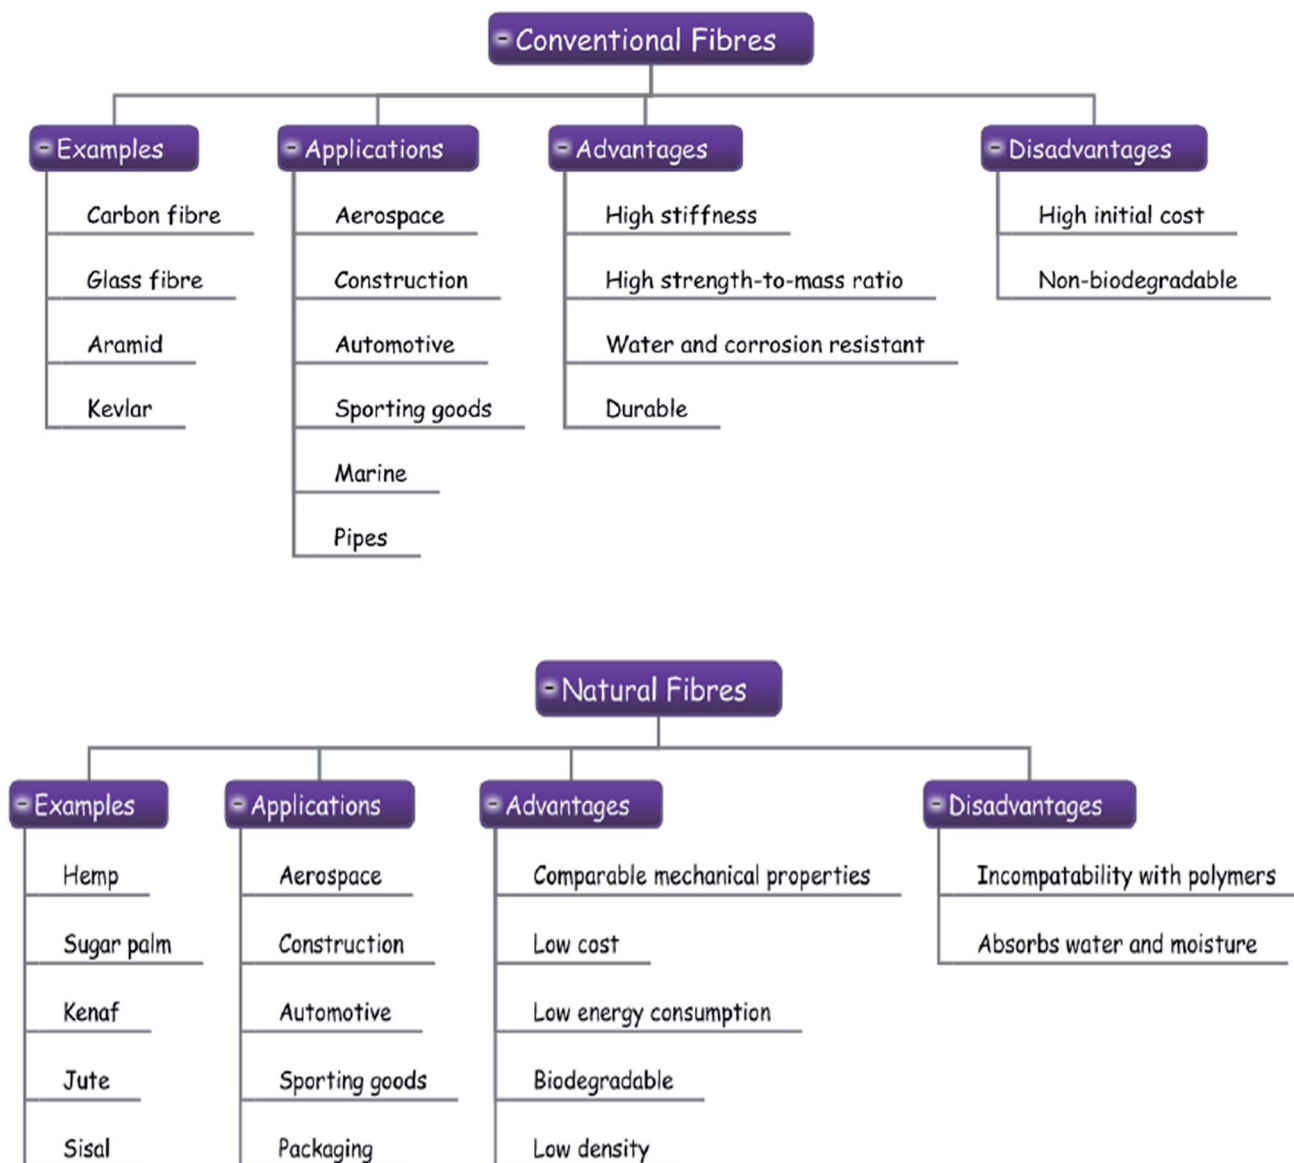 Conventional Fibres
Examples
Carbon fibre
Glass fibre
Aramid
Kevlar
Applications
Aerospace
Construction
Automotive
Sporting goods
Marine
Pipes
Advantages
High stiffness
High strength-to-mass ratio
Water and corrosion resistant
Durable
Disadvantages
High initial cost
Non-biodegradable
Natural Fibres
Examples
Hemp
Sugar palm
Kenaf
Jute
Sisal
Applications
Aerospace
Construction
Automotive
Sporting goods
Packaging
Advantages
Comparable mechanical properties
Low cost
Low energy consumption
Biodegradable
Low density
Disadvantages
Incompatability with polymers
Absorbs water and moisture